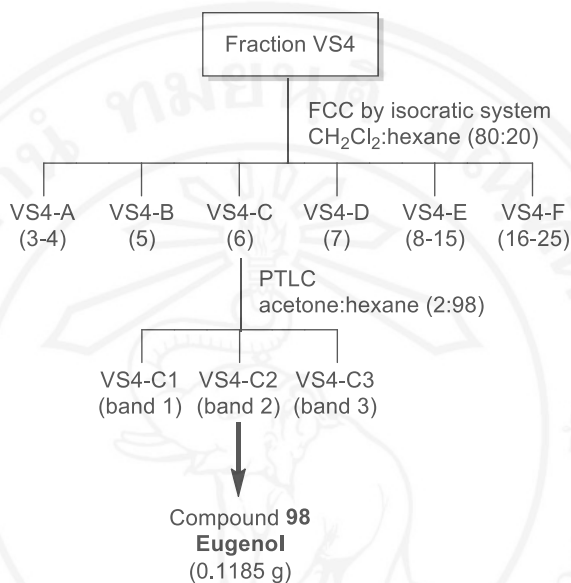 Fraction VS4
FCC by isocratic system
CH₂Cl₂:hexane (80:20)
VS4-A VS4-B VS4-C VS4-D VS4-E VS4-F
(3-4) (5) (6) (7) (8-15) (16-25)
PTLC
acetone:hexane (2:98)
VS4-C1 VS4-C2 VS4-C3
(band 1) (band 2) (band 3)
Compound 98
Eugenol
(0.1185 g)